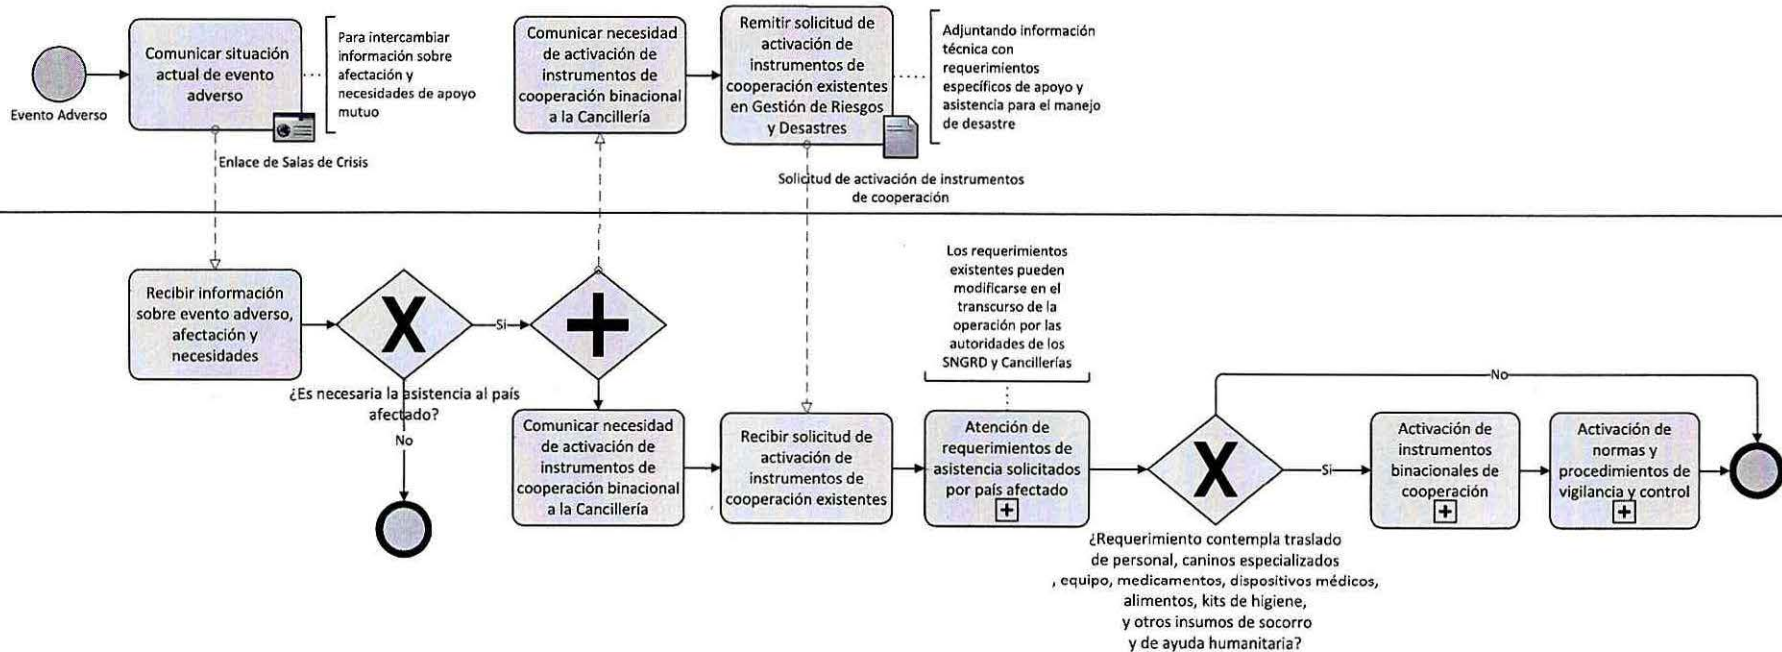 Evento Adverso
Comunicar situación
actual de evento
adverso
Para intercambiar
información sobre
afectación y
necesidades de apoyo
mutuo
Enlace de Salas de Crisis
Comunicar necesidad
de activación de
instrumentos de
cooperación binacional
a la Cancillería
Remitir solicitud de
activación de
instrumentos de
cooperación existentes
en Gestión de Riesgos
y Desastres
Adjuntando información
técnica con
requerimientos
específicos de apoyo y
asistencia para el manejo
de desastre
Solicitud de activación de instrumentos
de cooperación
Recibir información
sobre evento adverso,
afectación y
necesidades
X
¿Es necesaria la asistencia al país
afectado?
Si
No
Comunicar necesidad
de activación de
instrumentos de
cooperación binacional
a la Cancillería
Recibir solicitud de
activación de
instrumentos de
cooperación existentes
Los requerimientos
existentes pueden
modificarse en el
transcurso de la
operación por las
autoridades de los
SNGRD y Cancillerías
Atención de
requerimientos de
asistencia solicitados
por país afectado
X
¿Requerimiento contempla traslado
de personal, caninos especializados
, equipo, medicamentos, dispositivos médicos,
alimentos, kits de higiene,
y otros insumos de socorro
y de ayuda humanitaria?
No
Si
Activación de
instrumentos
binacionales de
cooperación
Activación de
normas y
procedimientos de
vigilancia y control